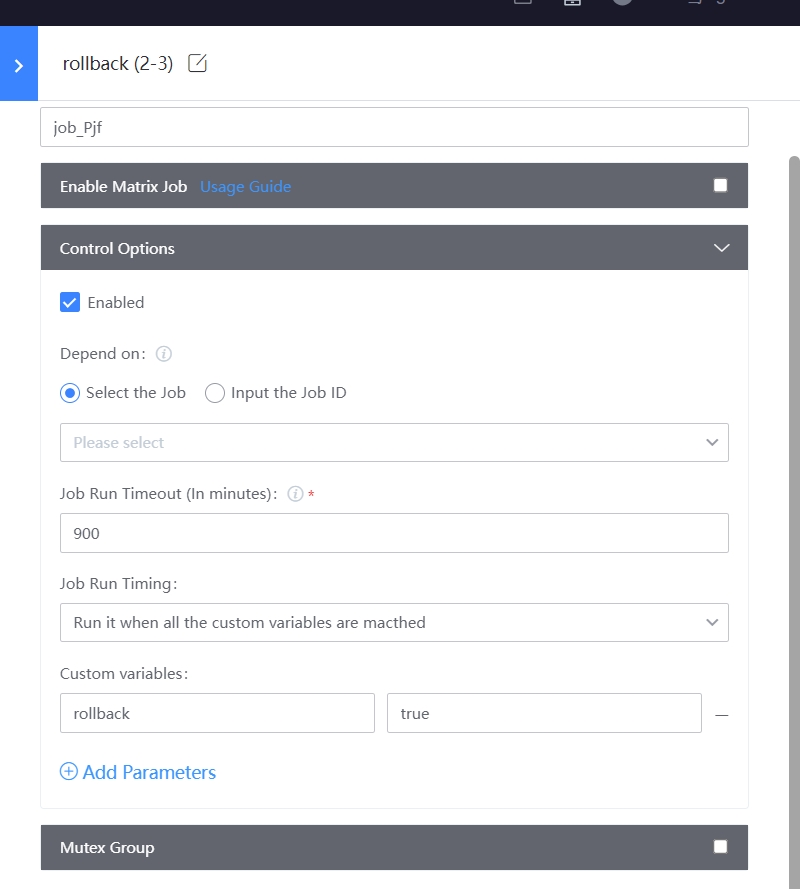 rollback (2-3)
job_Pjf
Enable Matrix Job Usage Guide
Control Options
Enabled
Depend on:
Select the Job Input the Job ID
Please select
Job Run Timeout (In minutes): *
900
Job Run Timing:
Run it when all the custom variables are macthed
Custom variables:
rollback true
Add Parameters
Mutex Group